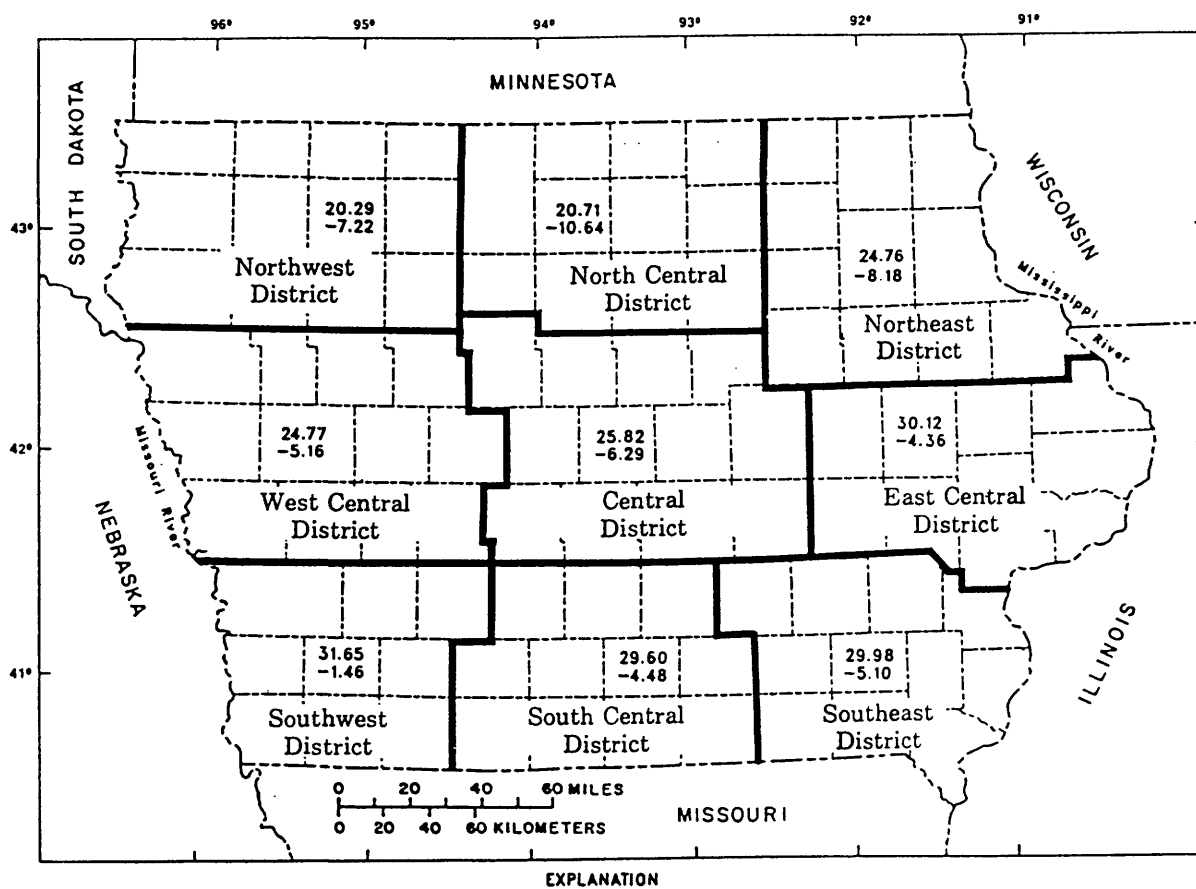 96°
95°
94°
93°
92°
91°
MINNESOTA
SOUTH DAKOTA
WISCONSIN
43°
20.29
-7.22
Northwest
District
20.71
-10.64
North Central
District
24.76
-8.18
Northeast
District
Mississippi
River
42°
Missouri
River
24.77
-5.16
West Central
District
25.82
-6.29
Central
District
30.12
-4.36
East Central
District
NEBRASKA
ILLINOIS
41°
31.65
-1.46
Southwest
District
29.60
-4.48
South Central
District
29.98
-5.10
Southeast
District
0 20 40 60 MILES
0 20 40 60 KILOMETERS
MISSOURI
EXPLANATION